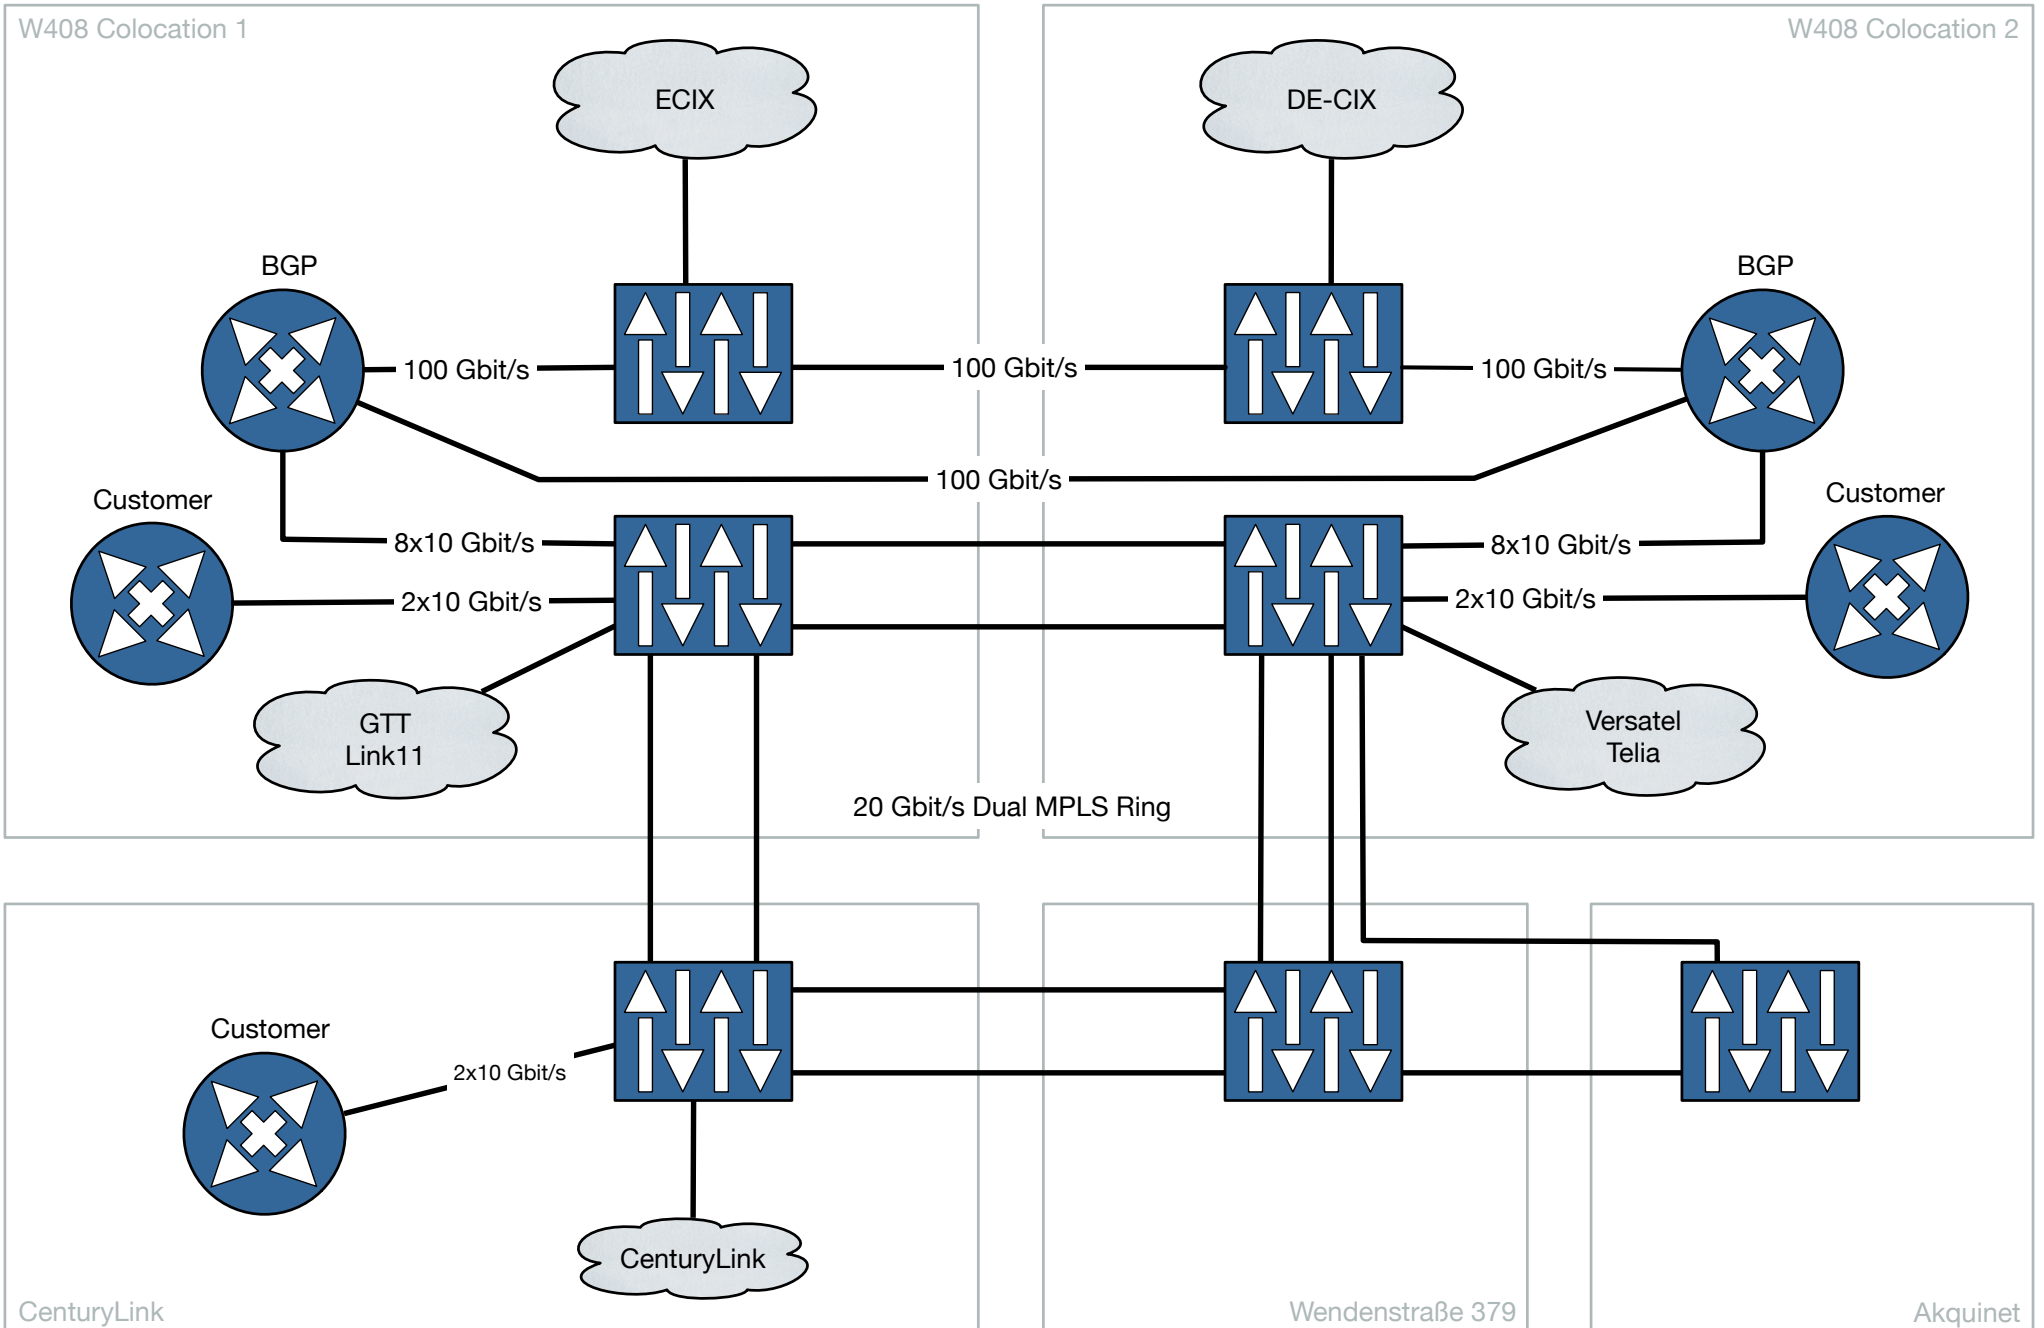 W408 Colocation 1
W408 Colocation 2
ECIX
DE-CIX
BGP
BGP
100 Gbit/s
100 Gbit/s
100 Gbit/s
100 Gbit/s
Customer
Customer
8x10 Gbit/s
8x10 Gbit/s
2x10 Gbit/s
2x10 Gbit/s
GTT
Link11
Versatel
Telia
20 Gbit/s Dual MPLS Ring
Customer
2x10 Gbit/s
CenturyLink
CenturyLink
Wendenstraße 379
Akquinet